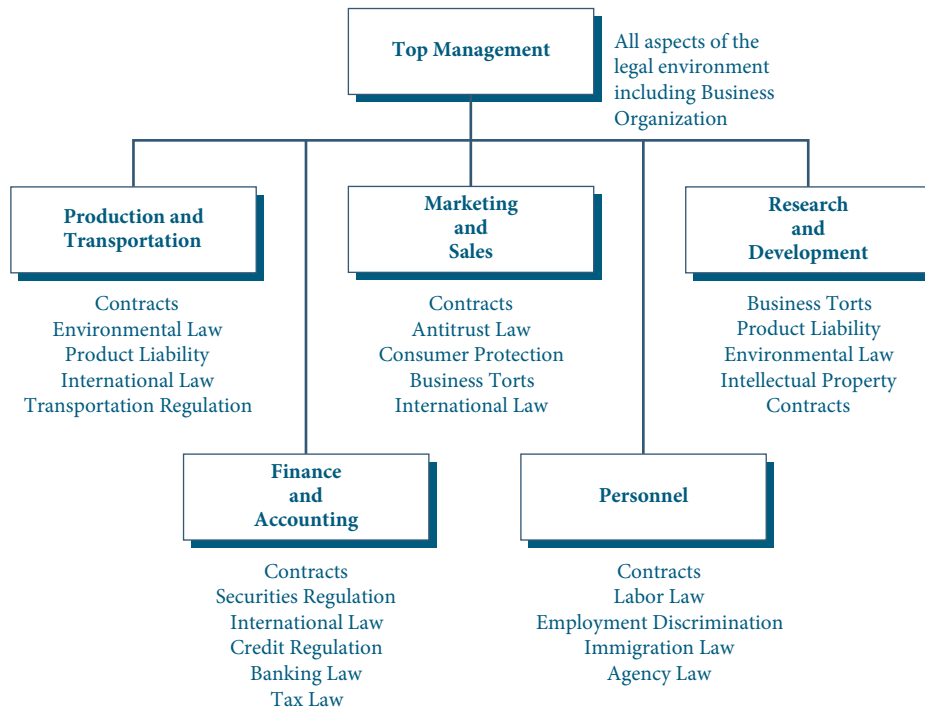 Top Management
All aspects of the
legal environment
including Business
Organization
Production and
Transportation
Contracts
Environmental Law
Product Liability
International Law
Transportation Regulation
Marketing
and
Sales
Contracts
Antitrust Law
Consumer Protection
Business Torts
International Law
Research
and
Development
Business Torts
Product Liability
Environmental Law
Intellectual Property
Contracts
Finance
and
Accounting
Contracts
Securities Regulation
International Law
Credit Regulation
Banking Law
Tax Law
Personnel
Contracts
Labor Law
Employment Discrimination
Immigration Law
Agency Law